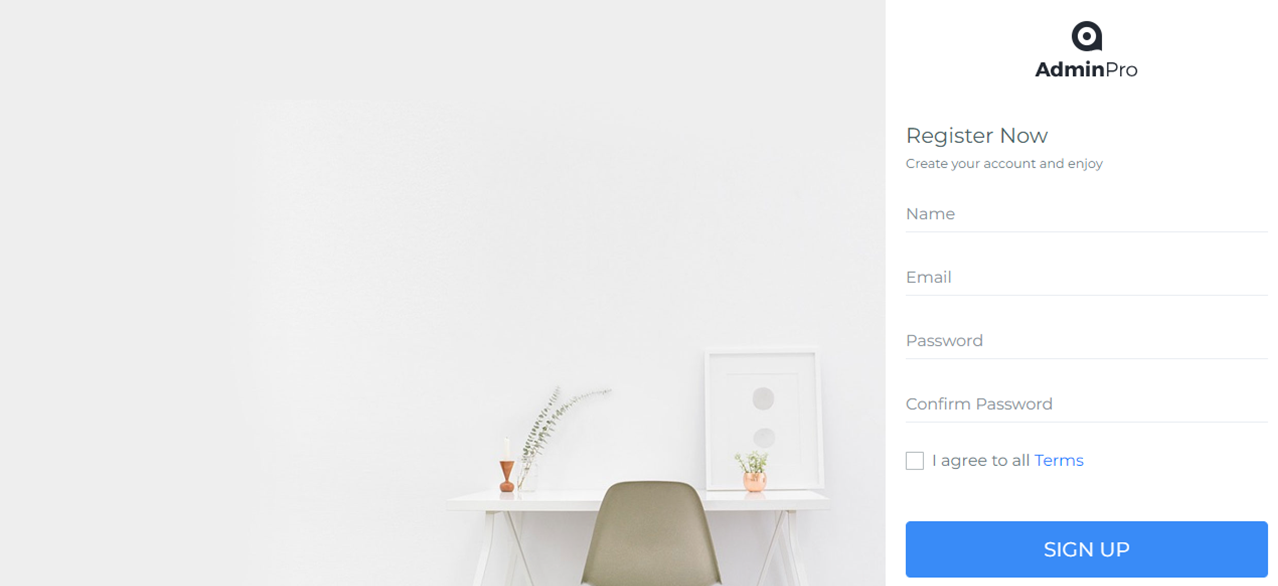 AdminPro
Register Now
Create your account and enjoy
Name
Email
Password
Confirm Password
I agree to all Terms
SIGN UP